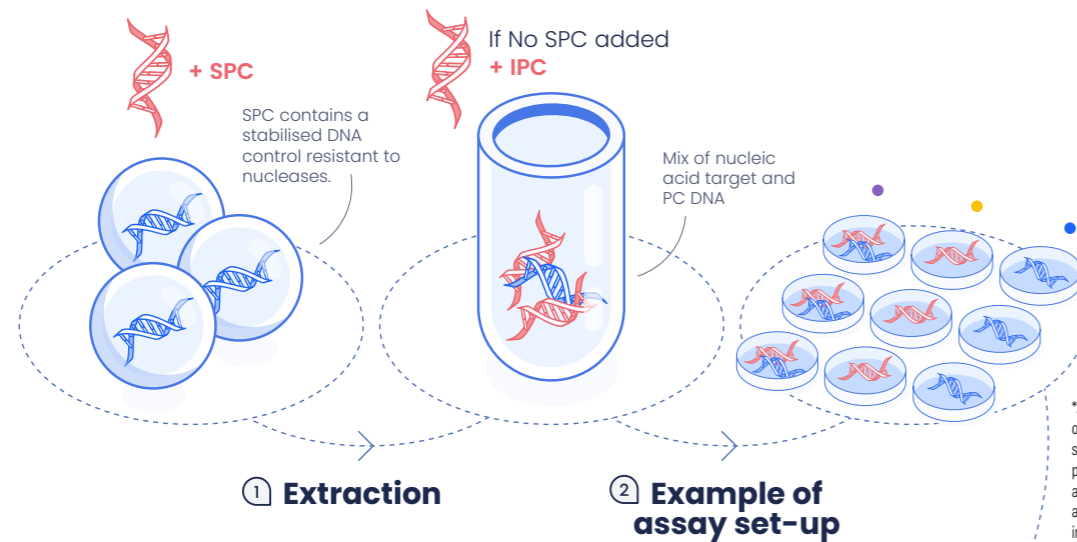 + SPC
SPC contains a
stabilised DNA
control resistant to
nucleases.
If No SPC added
+ IPC
Mix of nucleic
acid target and
PC DNA
1 Extraction
2 Example of
assay set-up